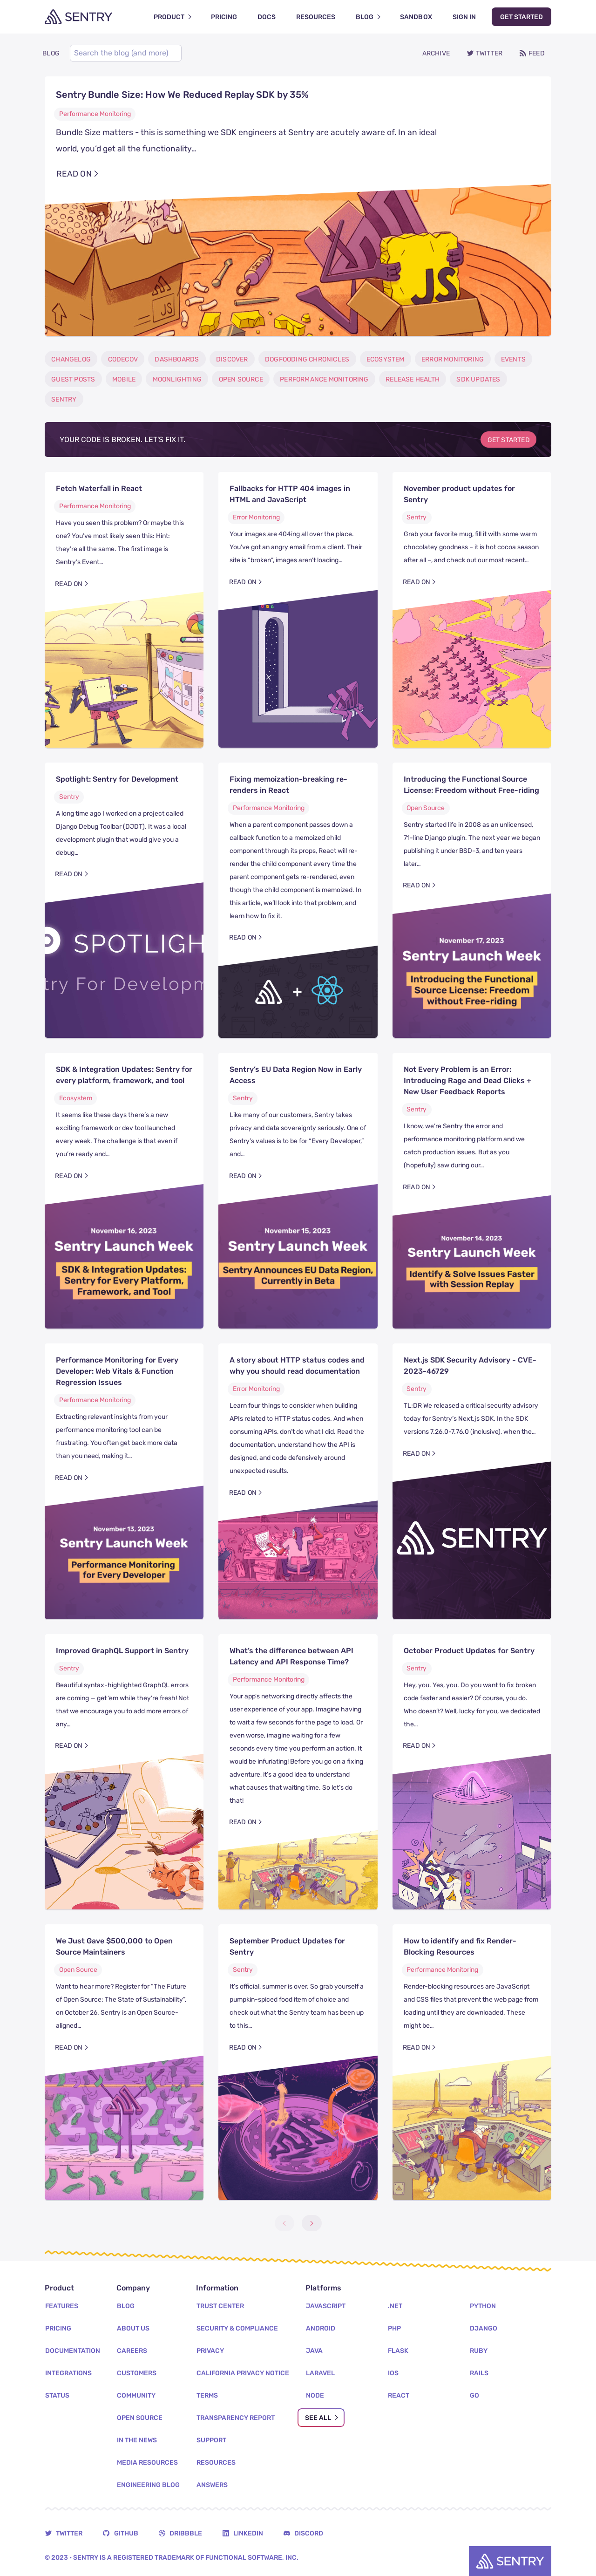 SENTRY
PRODUCT
PRICING
DOCS
RESOURCES
BLOG
SANDBOX
SIGN IN
GET STARTED
BLOG
Search the blog (and more)
ARCHIVE
TWITTER
FEED
Sentry Bundle Size: How We Reduced Replay SDK by 35%
Performance Monitoring
Bundle Size matters - this is something we SDK engineers at Sentry are acutely aware of. In an ideal
world, you'd get all the functionality…
READ ON
JS
JS
CHANGELOG
CODECOV
DASHBOARDS
DISCOVER
DOGFOODING CHRONICLES
ECOSYSTEM
ERROR MONITORING
EVENTS
GUEST POSTS
MOBILE
MOONLIGHTING
OPEN SOURCE
PERFORMANCE MONITORING
RELEASE HEALTH
SDK UPDATES
SENTRY
YOUR CODE IS BROKEN. LET'S FIX IT.
GET STARTED
Fetch Waterfall in React
Performance Monitoring
Have you seen this problem? Or maybe this
one? You've most likely seen this: Hint:
they're all the same. The first image is
Sentry's Event…
READ ON
Fallbacks for HTTP 404 images in
HTML and JavaScript
Error Monitoring
Your images are 404ing all over the place.
You've got an angry email from a client. Their
site is "broken", images aren't loading…
READ ON
November product updates for
Sentry
Sentry
Grab your favorite mug, fill it with some warm
chocolatey goodness – it is hot cocoa season
after all –, and check out our most recent…
READ ON
Spotlight: Sentry for Development
Sentry
A long time ago I worked on a project called
Django Debug Toolbar (DJDT). It was a local
development plugin that would give you a
debug…
READ ON
SPOTLIGH
entry For Developmen
Fixing memoization-breaking re-
renders in React
Performance Monitoring
When a parent component passes down a
callback function to a memoized child
component through its props, React will re-
render the child component every time the
parent component gets re-rendered, even
though the child component is memoized. In
this article, we'll look into that problem, and
learn how to fix it.
READ ON
+
Introducing the Functional Source
License: Freedom without Free-riding
Open Source
Sentry started life in 2008 as an unlicensed,
71-line Django plugin. The next year we began
publishing it under BSD-3, and ten years
later…
READ ON
November 17, 2023
Sentry Launch Week
Introducing the Functional
Source License: Freedom
without Free-riding
SDK & Integration Updates: Sentry for
every platform, framework, and tool
Ecosystem
It seems like these days there's a new
exciting framework or dev tool launched
every week. The challenge is that even if
you're ready and…
READ ON
November 16, 2023
Sentry Launch Week
SDK & Integration Updates:
Sentry for Every Platform,
Framework, and Tool
Sentry's EU Data Region Now in Early
Access
Sentry
Like many of our customers, Sentry takes
privacy and data sovereignty seriously. One of
Sentry's values is to be for "Every Developer,"
and…
READ ON
November 15, 2023
Sentry Launch Week
Sentry Announces EU Data Region,
Currently in Beta
Not Every Problem is an Error:
Introducing Rage and Dead Clicks +
New User Feedback Reports
Sentry
I know, we're Sentry the error and
performance monitoring platform and we
catch production issues. But as you
(hopefully) saw during our…
READ ON
November 14, 2023
Sentry Launch Week
Identify & Solve Issues Faster
with Session Replay
Performance Monitoring for Every
Developer: Web Vitals & Function
Regression Issues
Performance Monitoring
Extracting relevant insights from your
performance monitoring tool can be
frustrating. You often get back more data
than you need, making it…
READ ON
November 13, 2023
Sentry Launch Week
Performance Monitoring
for Every Developer
A story about HTTP status codes and
why you should read documentation
Error Monitoring
Learn four things to consider when building
APIs related to HTTP status codes. And when
consuming APIs, don't do what I did. Read the
documentation, understand how the API is
designed, and code defensively around
unexpected results.
READ ON
Next.js SDK Security Advisory - CVE-
2023-46729
Sentry
TL;DR We released a critical security advisory
today for Sentry's Next.js SDK. In the SDK
versions 7.26.0-7.76.0 (inclusive), when the…
READ ON
SENTRY
Improved GraphQL Support in Sentry
Sentry
Beautiful syntax-highlighted GraphQL errors
are coming — get 'em while they're fresh! Not
that we encourage you to add more errors of
any…
READ ON
What's the difference between API
Latency and API Response Time?
Performance Monitoring
Your app's networking directly affects the
user experience of your app. Imagine having
to wait a few seconds for the page to load. Or
even worse, imagine waiting for a few
seconds every time you perform an action. It
would be infuriating! Before you go on a fixing
adventure, it's a good idea to understand
what causes that waiting time. So let's do
that!
READ ON
October Product Updates for Sentry
Sentry
Hey, you. Yes, you. Do you want to fix broken
code faster and easier? Of course, you do.
Who doesn't? Well, lucky for you, we dedicated
the…
READ ON
We Just Gave $500,000 to Open
Source Maintainers
Open Source
Want to hear more? Register for "The Future
of Open Source: The State of Sustainability",
on October 26. Sentry is an Open Source-
aligned…
READ ON
September Product Updates for
Sentry
Sentry
It's official, summer is over. So grab yourself a
pumpkin-spiced food item of choice and
check out what the Sentry team has been up
to this…
READ ON
How to identify and fix Render-
Blocking Resources
Performance Monitoring
Render-blocking resources are JavaScript
and CSS files that prevent the web page from
loading until they are downloaded. These
might be…
READ ON
Product
FEATURES
PRICING
DOCUMENTATION
INTEGRATIONS
STATUS
Company
BLOG
ABOUT US
CAREERS
CUSTOMERS
COMMUNITY
OPEN SOURCE
IN THE NEWS
MEDIA RESOURCES
ENGINEERING BLOG
Information
TRUST CENTER
SECURITY & COMPLIANCE
PRIVACY
CALIFORNIA PRIVACY NOTICE
TERMS
TRANSPARENCY REPORT
SUPPORT
RESOURCES
ANSWERS
Platforms
JAVASCRIPT
ANDROID
JAVA
LARAVEL
NODE
SEE ALL
.NET
PHP
FLASK
IOS
REACT
PYTHON
DJANGO
RUBY
RAILS
GO
TWITTER
GITHUB
DRIBBBLE
LINKEDIN
DISCORD
© 2023 • SENTRY IS A REGISTERED TRADEMARK OF FUNCTIONAL SOFTWARE, INC.
SENTRY